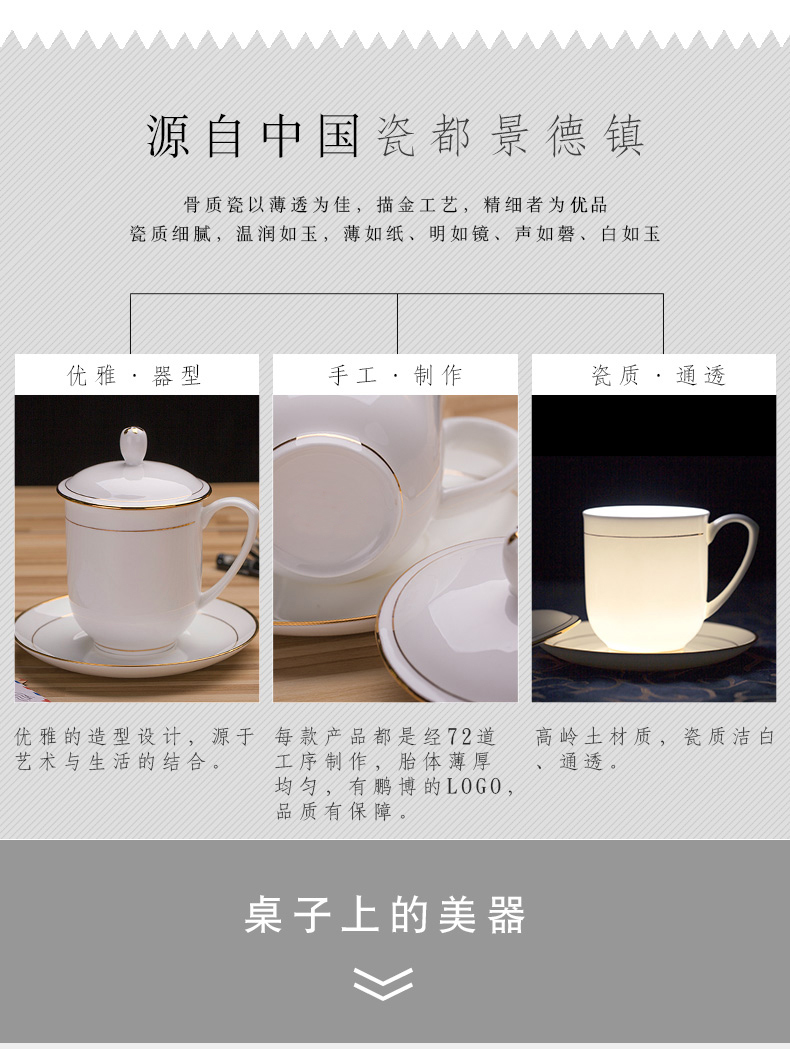 源自中国瓷都景德镇
骨质瓷以薄透为佳，描金工艺，精细者为优品
瓷质细腻，温润如玉，薄如纸、明如镜、声如磬、白如玉
优雅·器型
手工·制作
瓷质·通透
优雅的造型设计，源于
艺术与生活的结合。
每款产品都是经72道
工序制作，胎体薄厚
均匀，有鹏博的LOGO，
品质有保障。
高岭土材质，瓷质洁白
、通透。
桌子上的美器